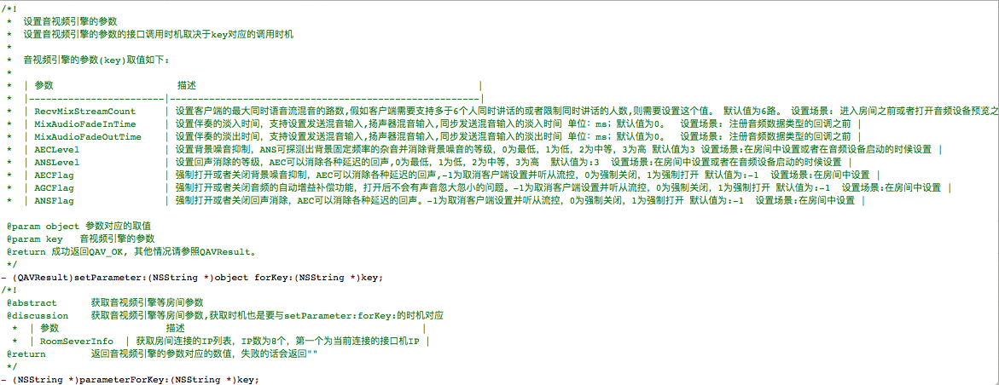 /*!
 *  设置音视频引擎的参数
 *  设置音视频引擎的参数的接口调用时机取决于key对应的调用时机
 *
 *  音视频引擎的参数(key)取值如下:
 *
 *  | 参数                  描述                                                  |
 *  |------------------------|-------------------------------------------------------|
 *  | RecvMixStreamCount     | 设置客户端的最大同时语音流混音的路数,假如客户端需要支持多于6个人同时讲话的或者限制同时讲话的人数,则需要设置这个值。 默认值为6路。 设置场景: 进入房间之前或者打开音频设备预览之
 *  | MixAudioFadeInTime     | 设置伴奏的淡入时间, 支持设置发送混音输入,扬声器混音输入,同步发送混音输入的淡入时间 单位: ms; 默认值为0。  设置场景: 注册音频数据类型的回调之前 |
 *  | MixAudioFadeOutTime    | 设置伴奏的淡出时间, 支持设置发送混音输入,扬声器混音输入,同步发送混音输入的淡出时间 单位: ms; 默认值为0。  设置场景: 注册音频数据类型的回调之前 |
 *  | AECLevel               | 设置背景噪音抑制, ANS可探测出背景固定频率的杂音并消除背景噪音的等级, 0为最低, 1为低, 2为中等, 3为高 默认值为3 设置场景:在房间中设置或者在音频设备启动的时候设置 |
 *  | ANSLevel               | 设置回声消除的等级, AEC可以消除各种延迟的回声,0为最低, 1为低, 2为中等, 3为高  默认值为:3  设置场景:在房间中设置或者在音频设备启动的时候设置 |
 *  | AECFlag                | 强制打开或者关闭背景噪音抑制, AEC可以消除各种延迟的回声,-1为取消客户端设置并听从流控, 0为强制关闭, 1为强制打开 默认值为:-1  设置场景:在房间中设置 |
 *  | AGCFlag                | 强制打开或者关闭音频的自动增益补偿功能, 打开后不会有声音忽大忽小的问题。-1为取消客户端设置并听从流控, 0为强制关闭, 1为强制打开 默认值为:-1  设置场景:在房间中设置 |
 *  | ANSFlag                | 强制打开或者关闭回声消除, AEC可以消除各种延迟的回声。-1为取消客户端设置并听从流控, 0为强制关闭, 1为强制打开 默认值为:-1  设置场景:在房间中设置 |

 @param object 参数对应的取值
 @param key   音视频引擎的参数
 @return 成功返回QAV_OK, 其他情况请参照QAVResult。
 */
- (QAVResult)setParameter:(NSString *)object forKey:(NSString *)key;
/*!
 @abstract      获取音视频引擎等房间参数
 @discussion    获取音视频引擎等房间参数,获取时机也是要与setParameter:forKey:的时机对应
  *  | 参数                描述                                          |
  *  | RoomSeverInfo  | 获取房间连接的IP列表, IP数为8个, 第一个为当前连接的接口机IP |
 @return        返回音视频引擎的参数对应的数值, 失败的话会返回""
 */
- (NSString *)parameterForKey:(NSString *)key;